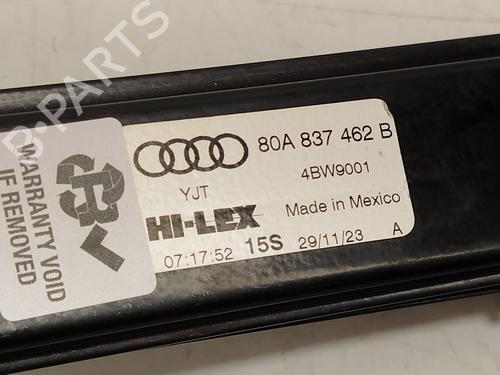 B-PARTS
WARRANTY VOID
IF REMOVED
80A 837 462 B
YJT
4BW9001
HI-LEX
Made in Mexico
07:17:52 15S 29/11/23 A